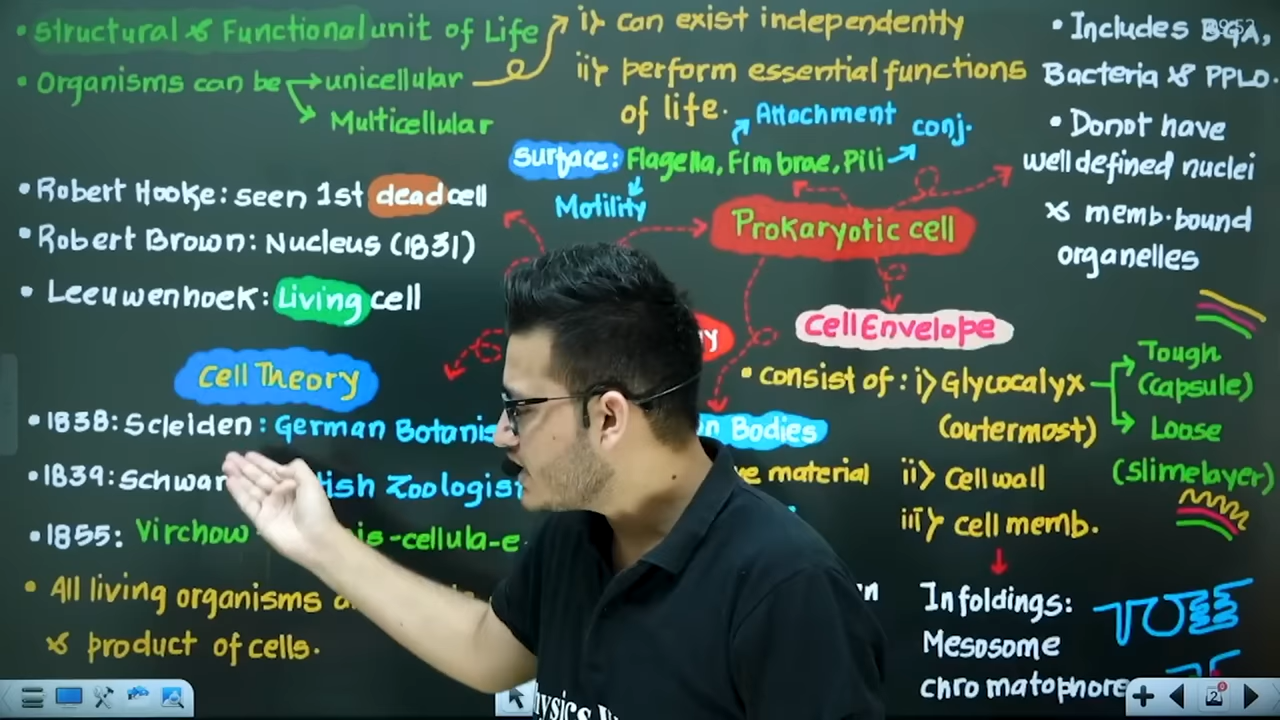 • structural & Functional unit of Life
• Organisms can be → unicellular
Multicellular
i) can exist independently
ii) perform essential functions
of life.
• Includes BGA,
Bacteria & PPLO.
• Donot have
well defined nuclei
& memb.bound
organelles
Attachment
conj.
surface: Flagella, Fimbrae, Pili
Motility
Prokaryotic cell
• Robert Hooke: seen 1st dead cell
• Robert Brown: Nucleus (1831)
• Leeuwenhoek: Living cell
Cell Theory
• 1838: Scleiden: German Botanis
• 1839: Schwan
tish Zoologist
• 1855: Virchow
is-cellula-e
• All living organisms
& product of cells.
Cell Envelope
• consist of: i) Glycocalyx
(outermost)
Tough
(capsule)
Loose
(slimelayer)
ii) Cell wall
iii) cell memb.
Bodies
material
Infoldings:
Mesosome
chromatophore
2